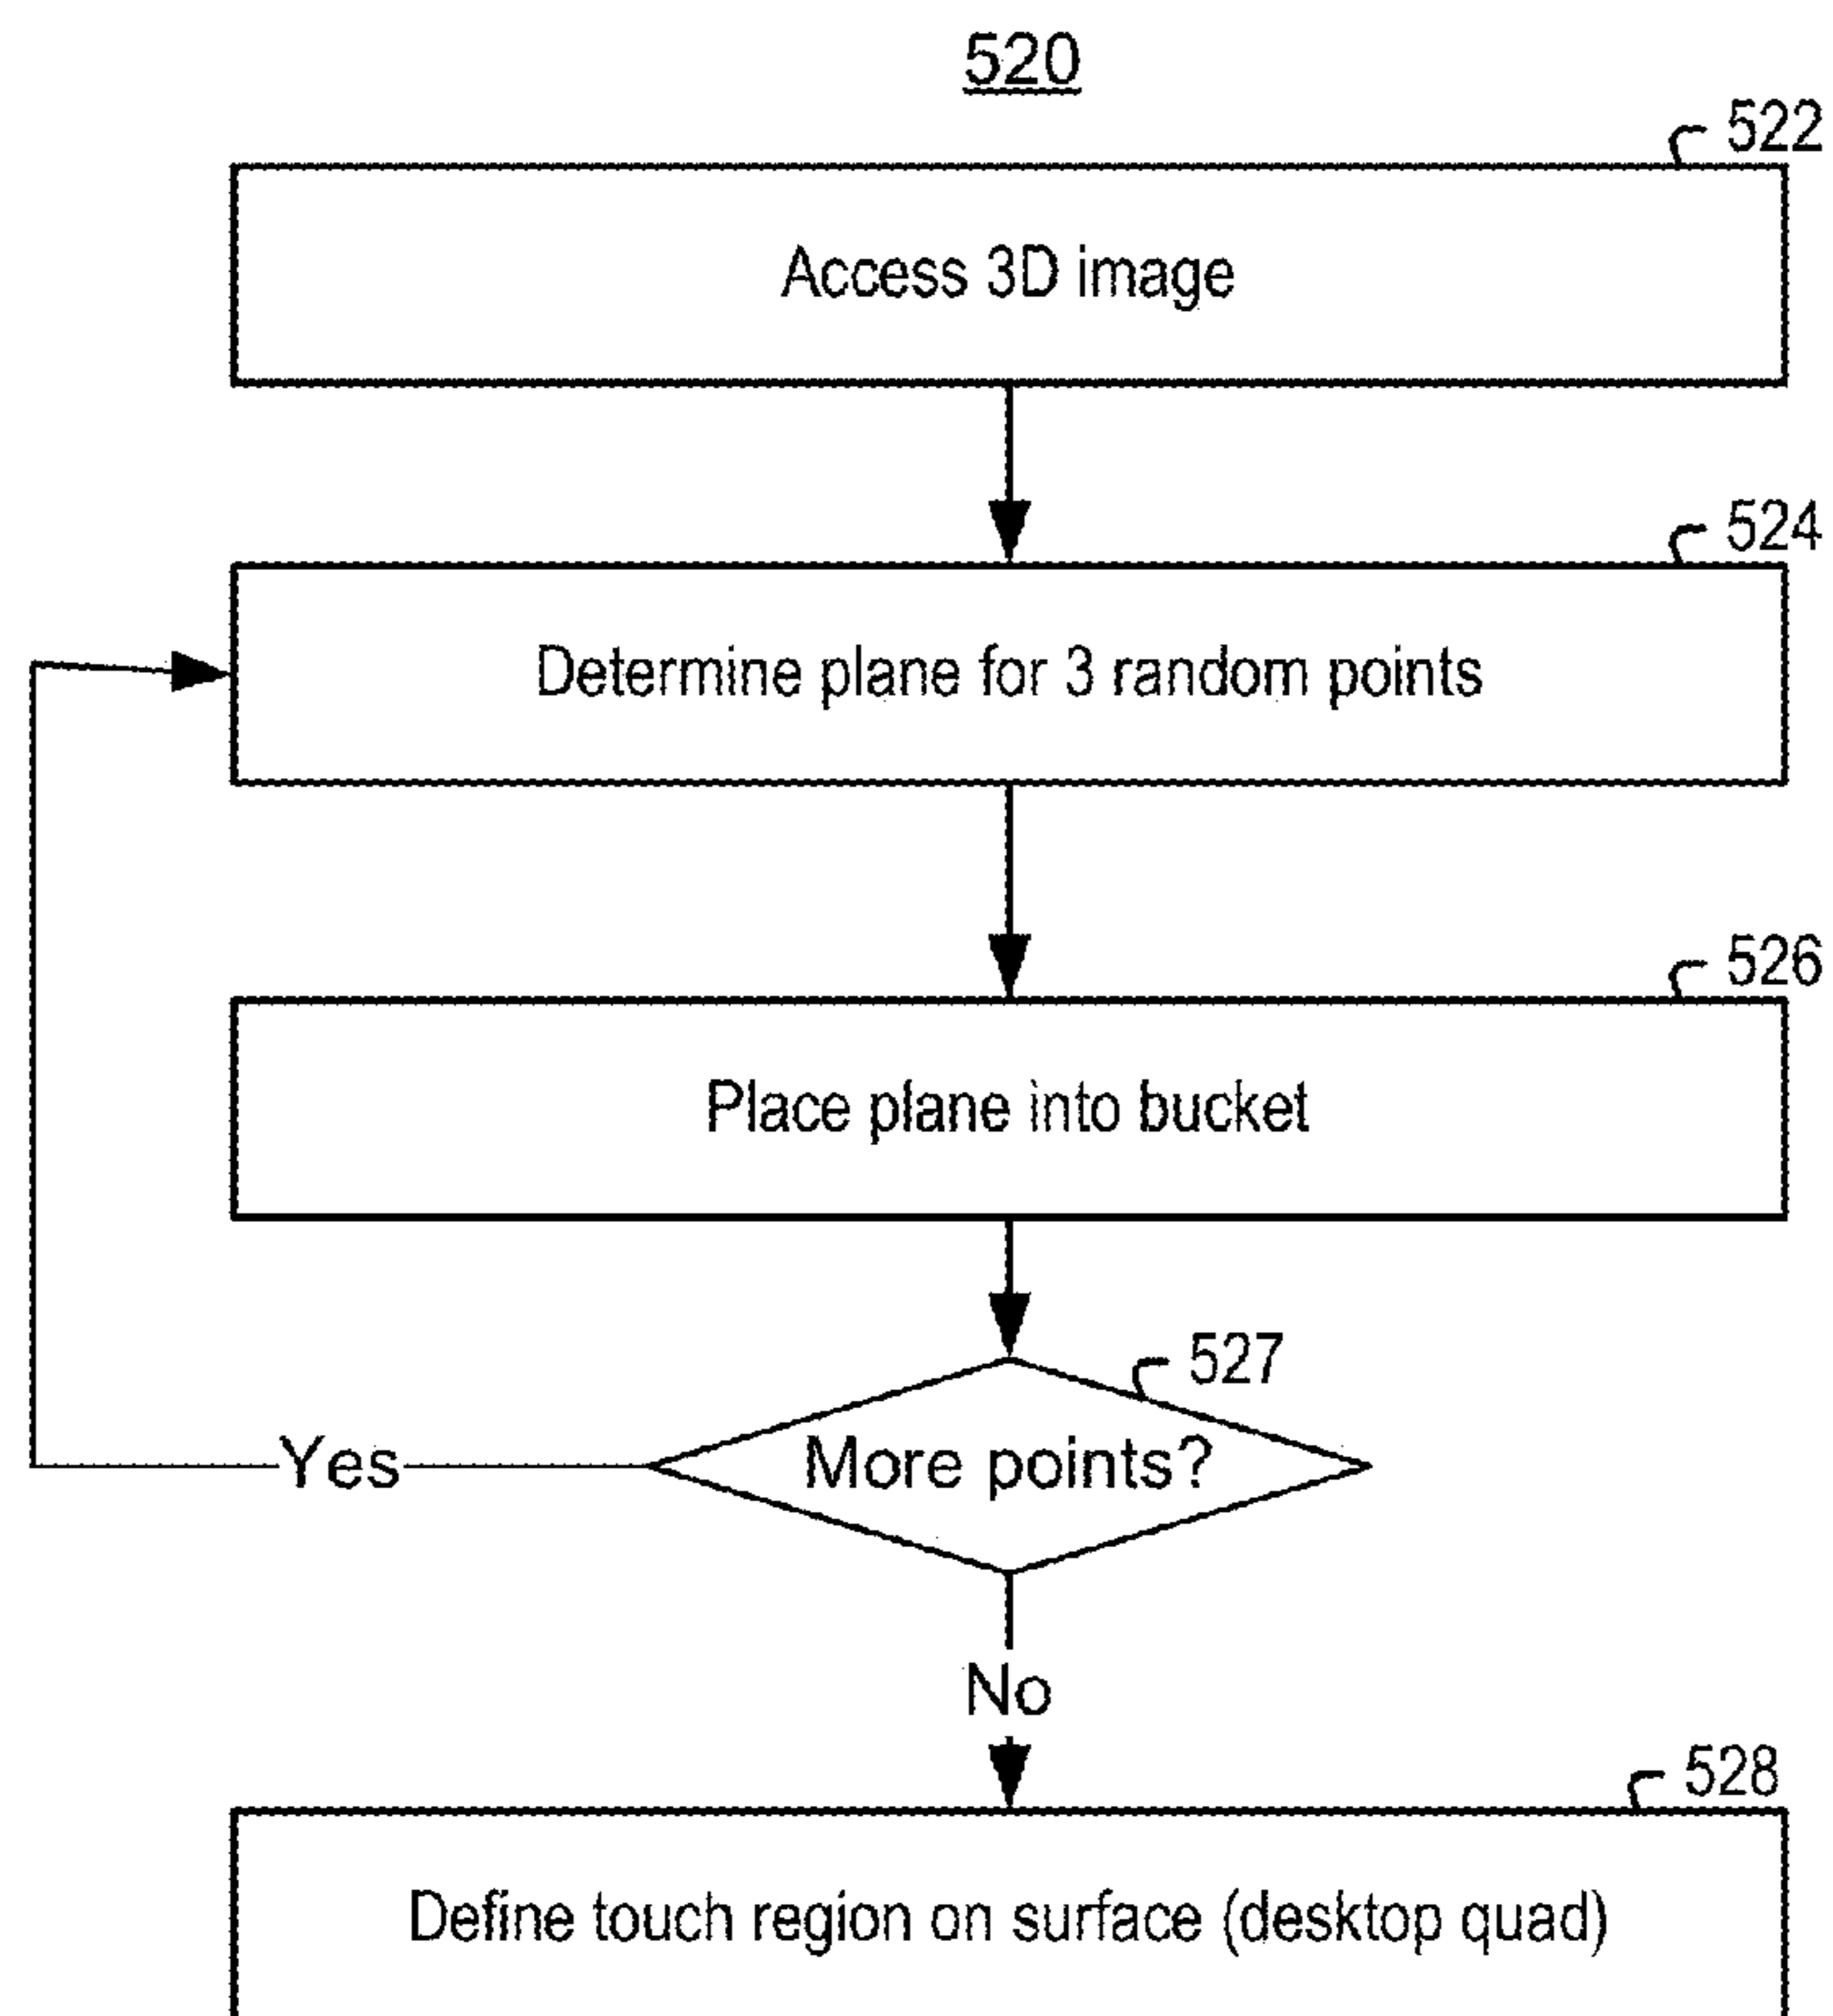 520
522
Access 3D image
524
Determine plane for 3 random points
526
Place plane into bucket
527
More points?
Yes
No
528
Define touch region on surface (desktop quad)